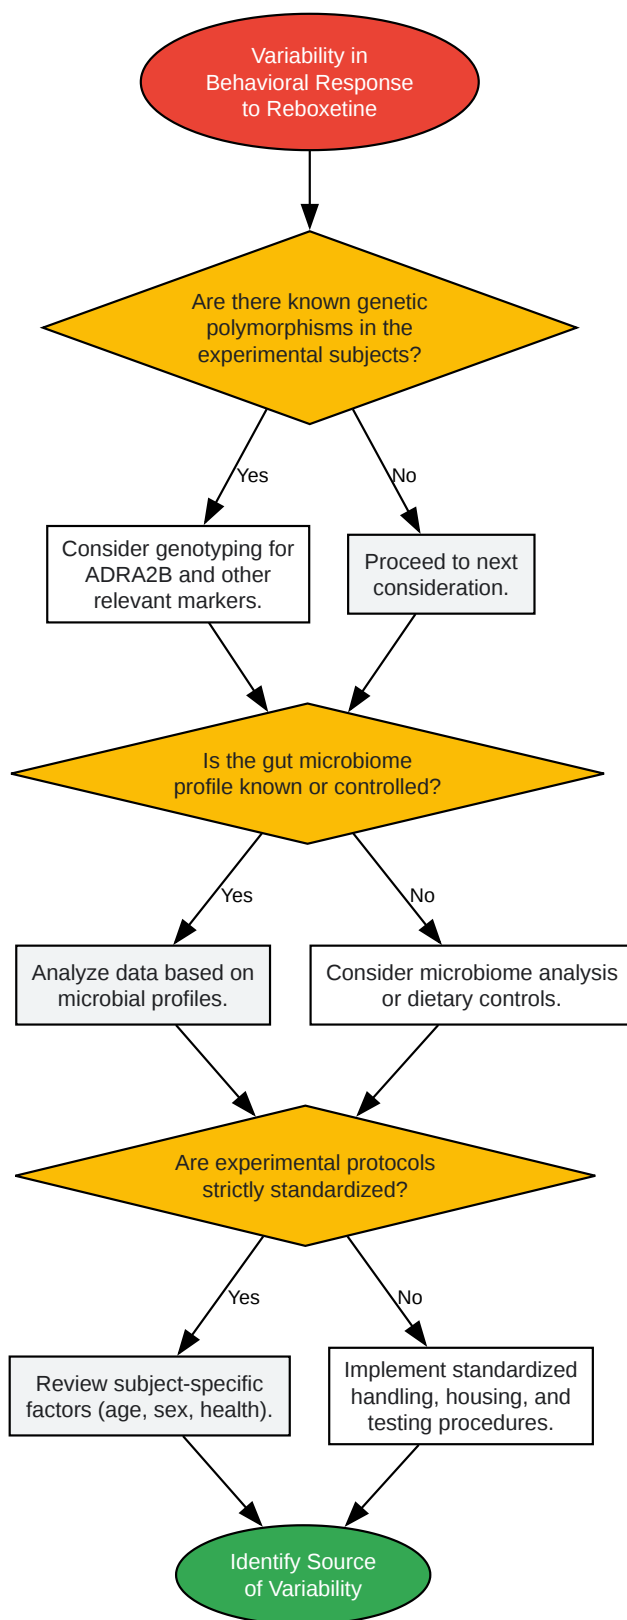 Variability in
Behavioral Response
to Reboxetine
Are there known genetic
polymorphisms in the
experimental subjects?
Yes
No
Consider genotyping for
ADRA2B and other
relevant markers.
Proceed to next
consideration.
Is the gut microbiome
profile known or controlled?
Yes
No
Analyze data based on
microbial profiles.
Consider microbiome analysis
or dietary controls.
Are experimental protocols
strictly standardized?
Yes
No
Review subject-specific
factors (age, sex, health).
Implement standardized
handling, housing, and
testing procedures.
Identify Source
of Variability